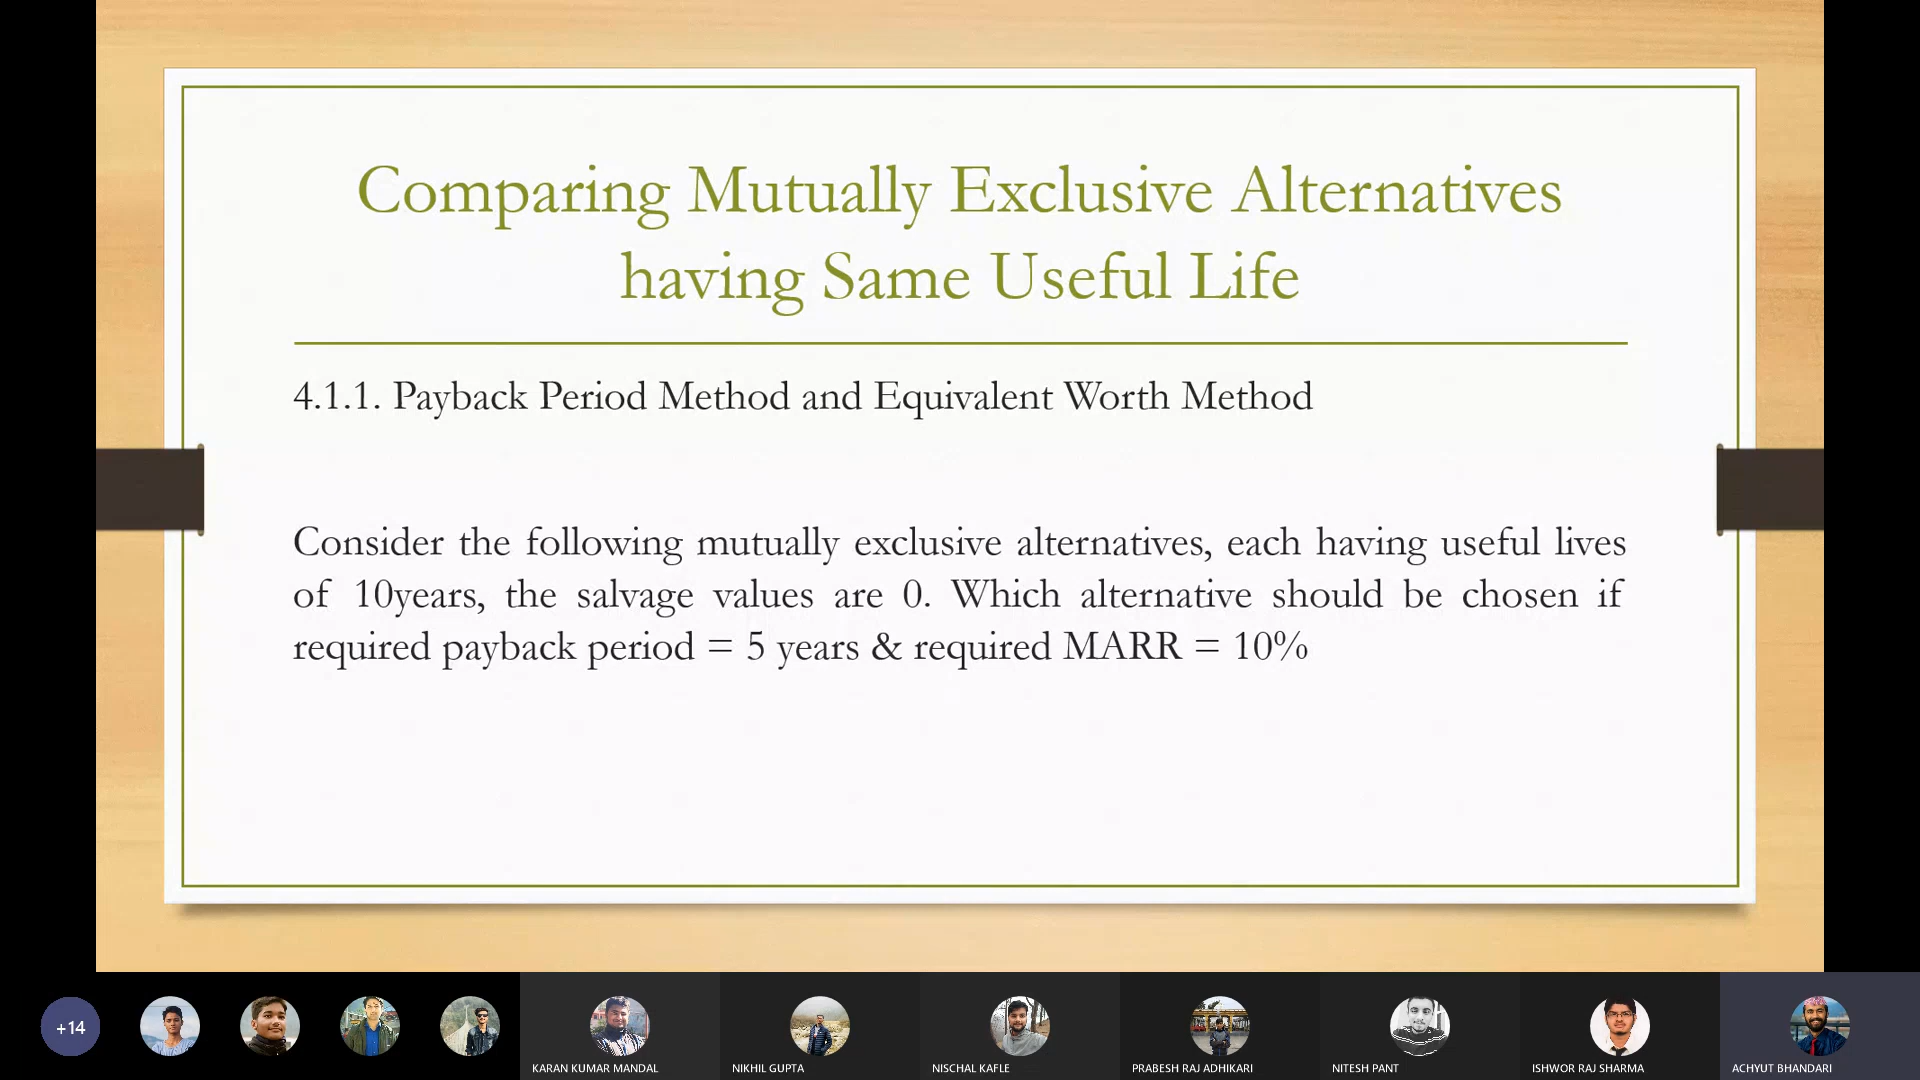 Comparing Mutually Exclusive Alternatives
having Same Useful Life
4.1.1. Payback Period Method and Equivalent Worth Method
Consider the following mutually exclusive alternatives, each having useful lives
of 10years, the salvage values are 0. Which alternative should be chosen if
required payback period = 5 years & required MARR = 10%
+14
KARAN KUMAR MANDAL
NIKHIL GUPTA
NISCHAL KAFLE
PRABESH RAJ ADHIKARI
NITESH PANT
ISHWOR RAJ SHARMA
ACHYUT BHANDARI